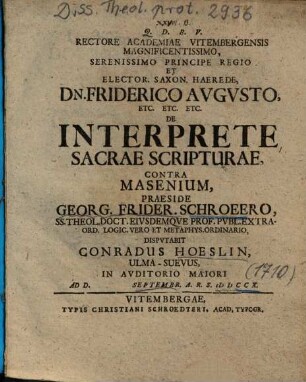 Diss. Theol. prot. 2936
XXVII. C.
Q. D. B. V.
RECTORE ACADEMIAE VITEMBERGENSIS
MAGNIFICENTISSIMO,
SERENISSIMO PRINCIPE REGIO
ET
ELECTOR. SAXON. HAEREDE,
DN. FRIDERICO AVGVSTO,
ETC. ETC. ETC.
DE
INTERPRETE
SACRAE SCRIPTURAE,
CONTRA
MASENIUM,
PRAESIDE
GEORG. FRIDER. SCHROEERO,
SS. THEOL. DOCT. EIVSDEMQVE PROF. PVBL. EXTRA-
ORD. LOGIC. VERO ET METAPHYS. ORDINARIO,
DISPVTABIT
CONRADUS HOESLIN,
ULMA-SUEVUS,
IN AVDITORIO MAIORI
(1710)
AD D. SEPTEMBR. A. R. S. MDCCX.
VITEMBERGAE,
TYPIS CHRISTIANI SCHROEDTERI, ACAD, TYPOGR.